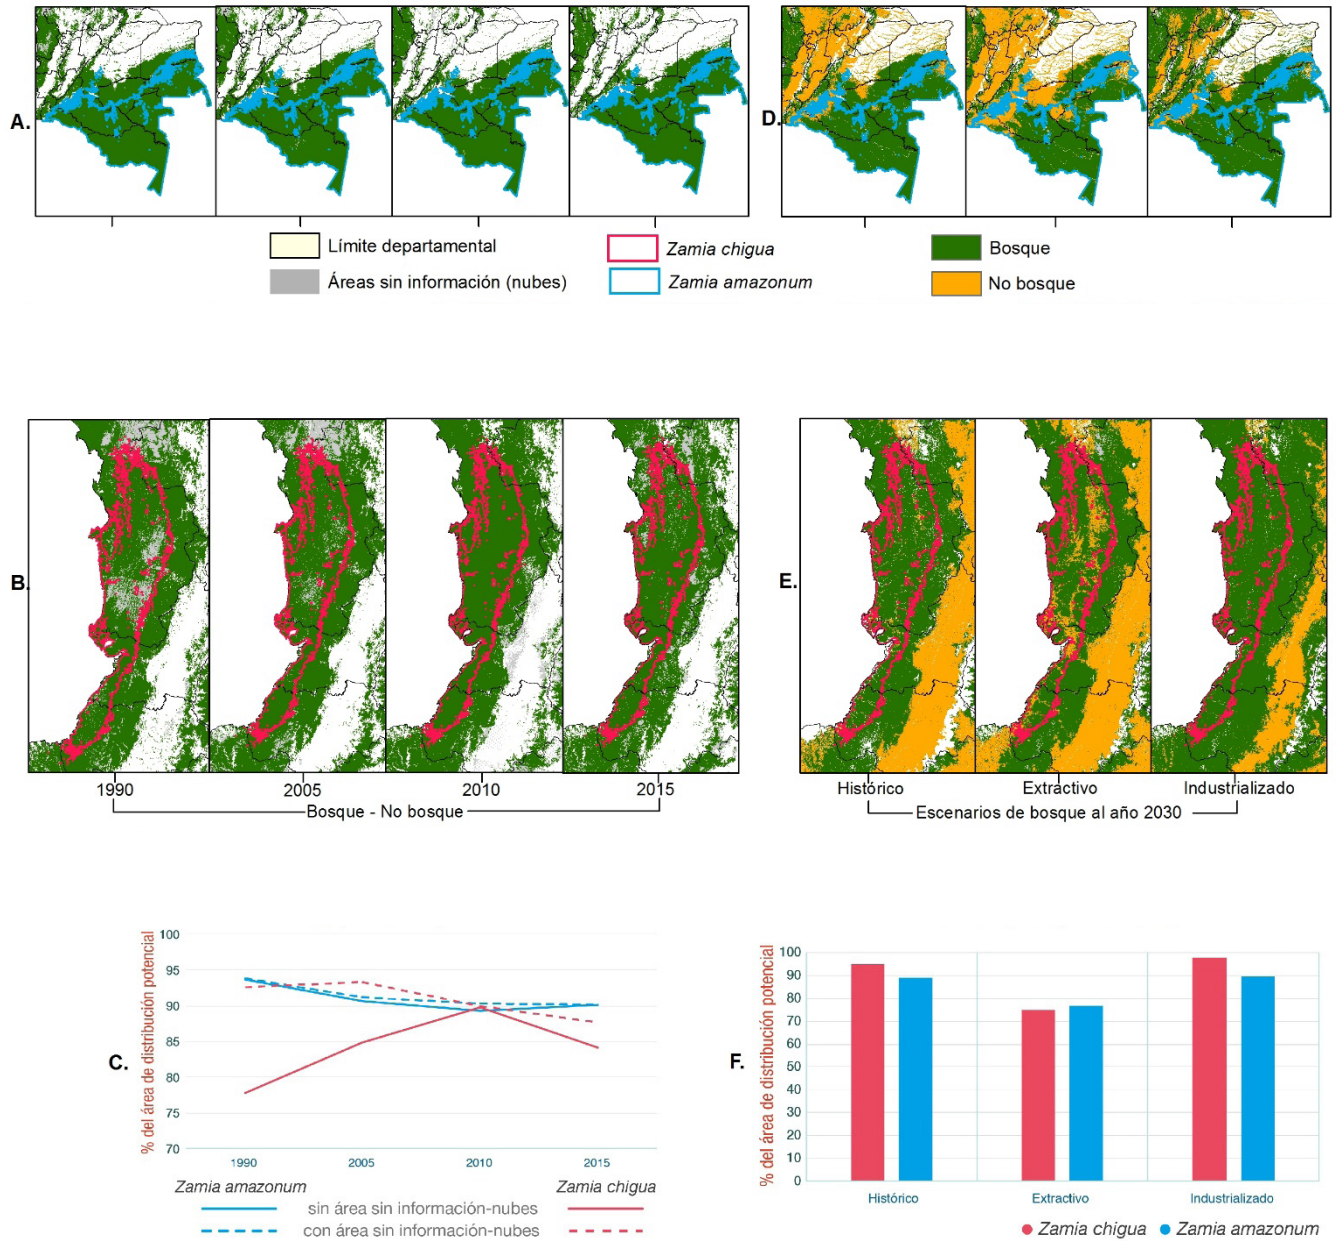 A.
D.
Límite departamental
Zamia chigua
Bosque
Áreas sin información (nubes)
Zamia amazonum
No bosque
B.
E.
1990
2005
2010
2015
Bosque - No bosque
Histórico
Extractivo
Industrializado
Escenarios de bosque al año 2030
C.
% del área de distribución potencial
100
95
90
85
80
75
70
1990
2005
2010
2015
Zamia amazonum
Zamia chigua
sin área sin información-nubes
con área sin información-nubes
F.
% del área de distribución potencial
100
90
80
70
60
50
40
30
20
10
0
Histórico
Extractivo
Industrializado
Zamia chigua
Zamia amazonum